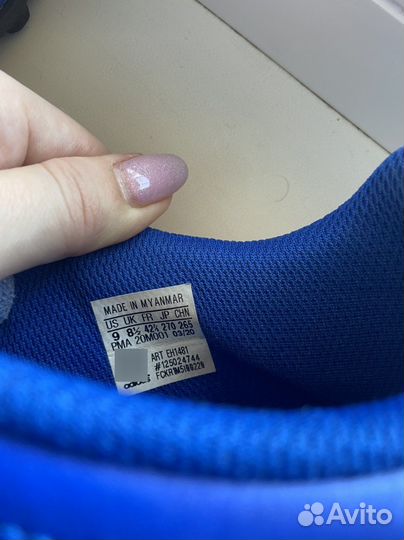 MADE IN MYANMAR
US UK FR JP CHN
9 8½ 42⅔ 270 265
PMA 20M001 03/20
ART EH1481
#125024744
Avito